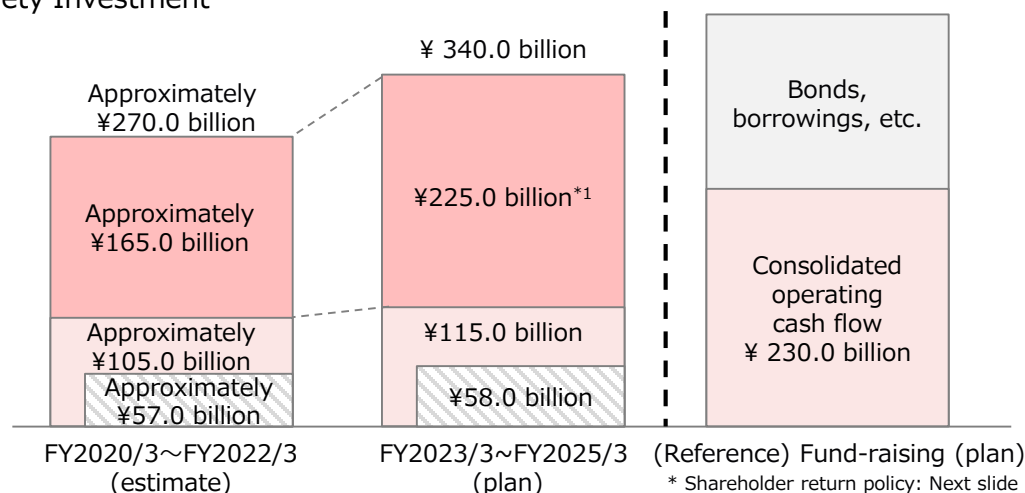 ety Investment
¥ 340.0 billion
Approximately
¥270.0 billion
Approximately
¥165.0 billion
Approximately
¥105.0 billion
Approximately
¥57.0 billion
¥225.0 billion*1
¥115.0 billion
¥58.0 billion
Bonds,
borrowings, etc.
Consolidated
operating
cash flow
¥ 230.0 billion
FY2020/3～FY2022/3
(estimate)
FY2023/3~FY2025/3
(plan)
(Reference) Fund-raising (plan)
* Shareholder return policy: Next slide